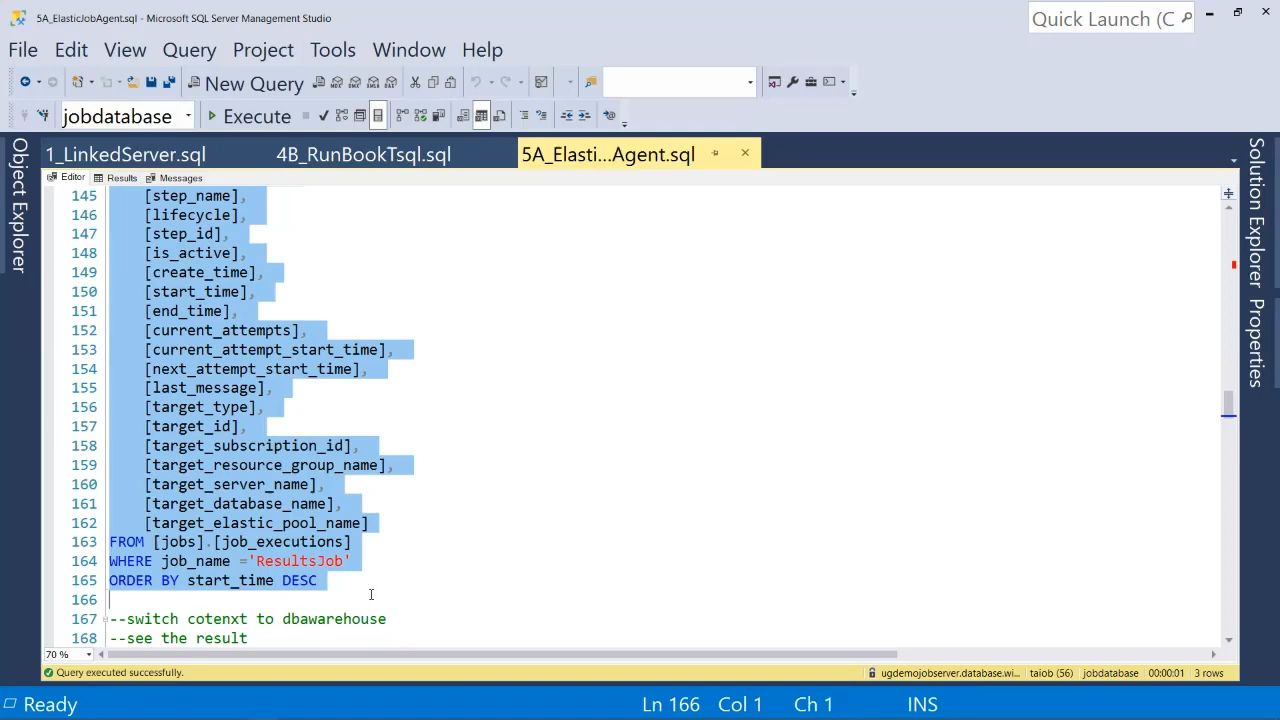 5A_ElasticJobAgent.sql - Microsoft SQL Server Management Studio
Quick Launch (C
File Edit View Query Project Tools Window Help
New Query
jobdatabase Execute
1_LinkedServer.sql 4B_RunBookTsql.sql 5A_Elasti...Agent.sql
Editor Results Messages
Object Explorer
Solution Explorer
Properties
145 [step_name],
146 [lifecycle],
147 [step_id],
148 [is_active],
149 [create_time],
150 [start_time],
151 [end_time],
152 [current_attempts],
153 [current_attempt_start_time],
154 [next_attempt_start_time],
155 [last_message],
156 [target_type],
157 [target_id],
158 [target_subscription_id],
159 [target_resource_group_name],
160 [target_server_name],
161 [target_database_name],
162 [target_elastic_pool_name]
163 FROM [jobs].[job_executions]
164 WHERE job_name ='ResultsJob'
165 ORDER BY start_time DESC
166
167 --switch cotenxt to dbawarehouse
168 --see the result
70 %
Query executed successfully. ugdemojobserver.database.wi... taiob (56) jobdatabase 00:00:01 3 rows
Ready Ln 166 Col 1 Ch 1 INS